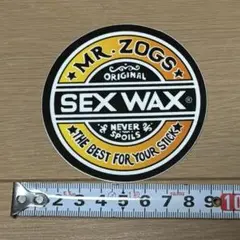 MR. ZOGS
ORIGINAL
SEX WAX®
NEVER
SPOILS
THE BEST FOR YOUR STICK
1 2 3 4 5 6 7 8 9